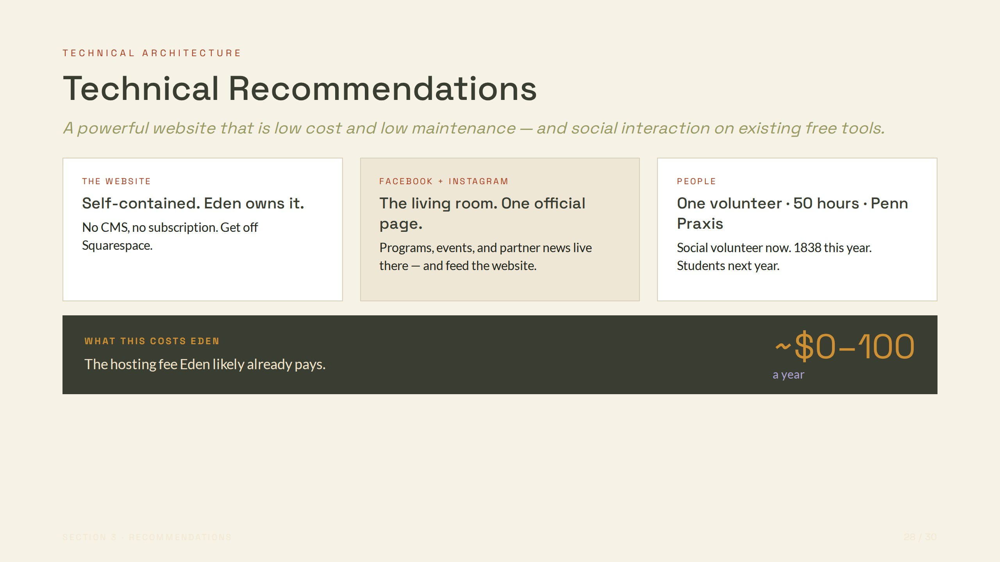 TECHNICAL ARCHITECTURE
Technical Recommendations
A powerful website that is low cost and low maintenance — and social interaction on existing free tools.
THE WEBSITE
Self-contained. Eden owns it.
No CMS, no subscription. Get off
Squarespace.
FACEBOOK + INSTAGRAM
The living room. One official
page.
Programs, events, and partner news live
there — and feed the website.
PEOPLE
One volunteer · 50 hours · Penn
Praxis
Social volunteer now. 1838 this year.
Students next year.
WHAT THIS COSTS EDEN
The hosting fee Eden likely already pays.
~$0–100
a year
SECTION 3 · RECOMMENDATIONS
28 / 30